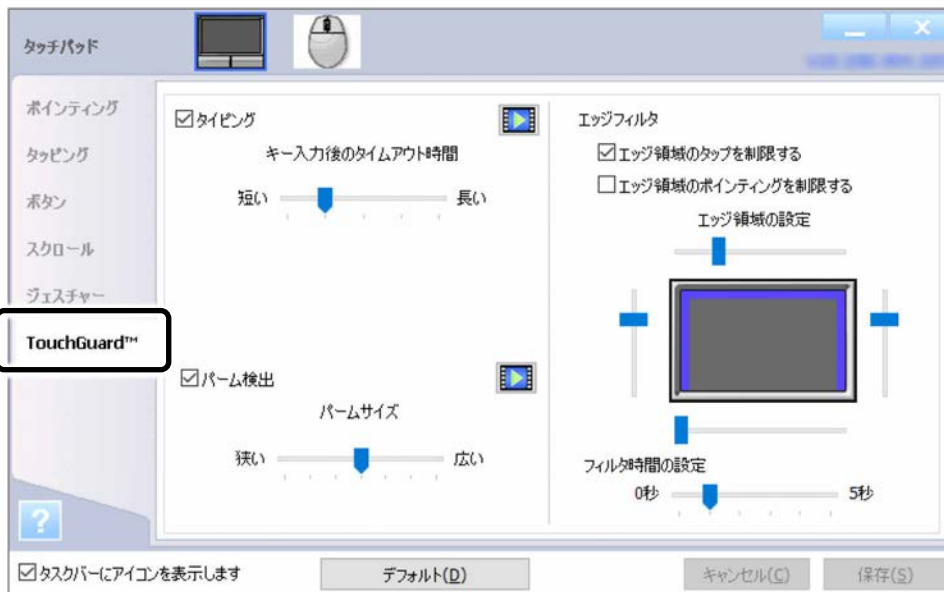 タッチパッド
ポインティング
タッピング
ボタン
スクロール
ジェスチャー
TouchGuard™
タイピング
キー入力後のタイムアウト時間
短い 長い
パーム検出
パームサイズ
狭い 広い
エッジフィルタ
エッジ領域のタップを制限する
エッジ領域のポインティングを制限する
エッジ領域の設定
フィルタ時間の設定
0秒 5秒
?
タスクバーにアイコンを表示します
デフォルト(D)
キャンセル(C)
保存(S)